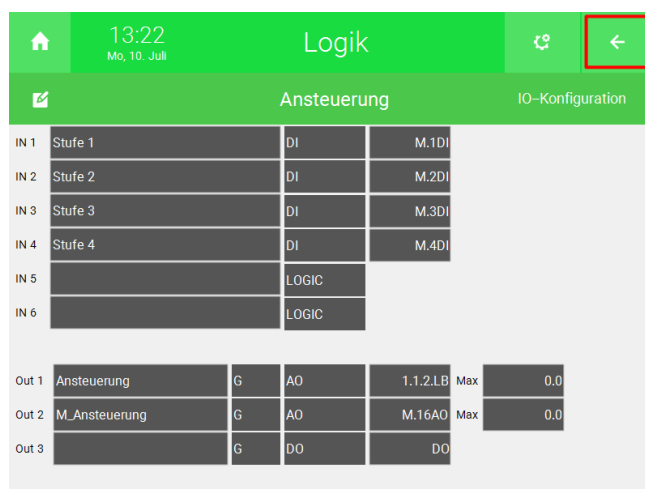 13:22
Mo, 10. Juli
Logik
Ansteuerung
IO-Konfiguration
IN 1 Stufe 1 DI M.1DI
IN 2 Stufe 2 DI M.2DI
IN 3 Stufe 3 DI M.3DI
IN 4 Stufe 4 DI M.4DI
IN 5 LOGIC
IN 6 LOGIC
Out 1 Ansteuerung G AO 1.1.2.LB Max 0.0
Out 2 M_Ansteuerung G AO M.16AO Max 0.0
Out 3 G DO DO